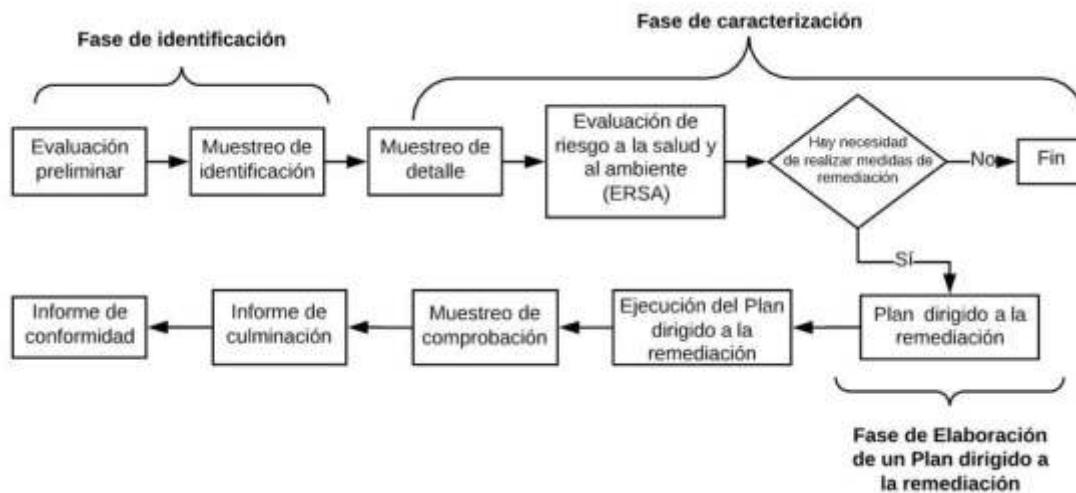 Fase de identificación
Fase de caracterización
Evaluación
preliminar
Muestreo de
identificación
Muestreo de
detalle
Evaluación de
riesgo a la salud y
al ambiente
(ERSA)
Hay necesidad
de realizar medidas de
remediación
No
Fin
Sí
Informe de
conformidad
Informe de
culminación
Muestreo de
comprobación
Ejecución del Plan
dirigido a la
remediación
Plan dirigido a la
remediación
Fase de Elaboración
de un Plan dirigido a
la remediación